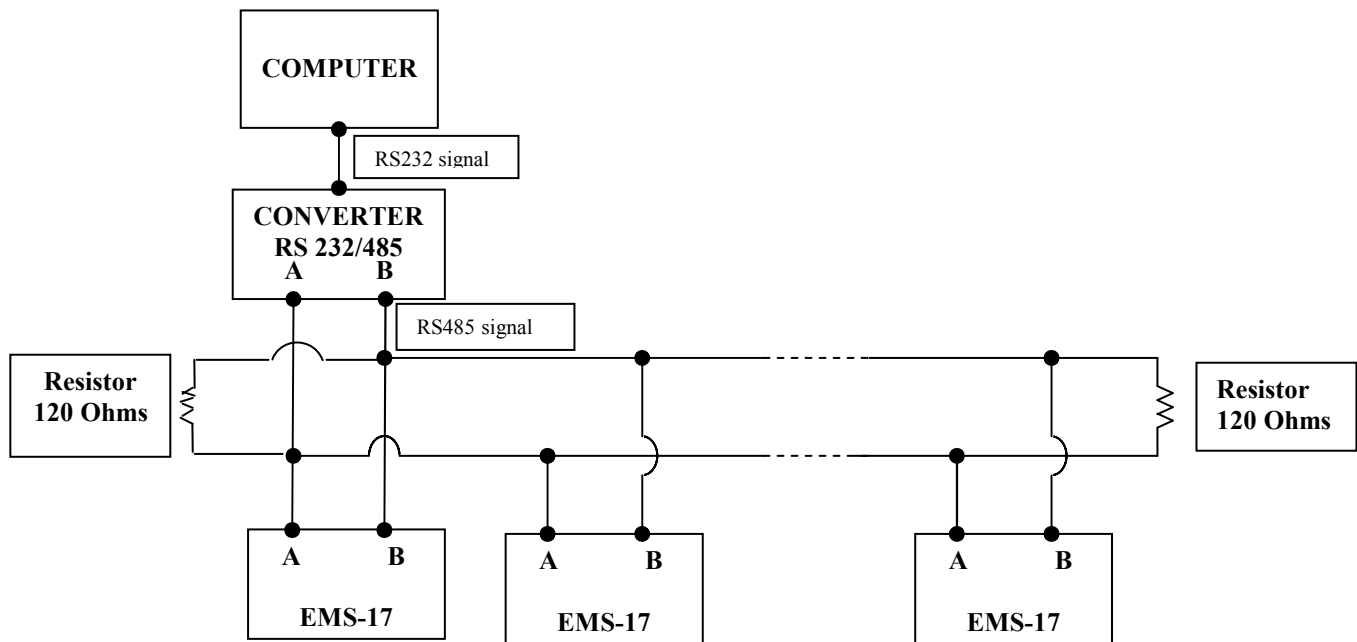 COMPUTER
RS232 signal
CONVERTER
RS 232/485
A B
RS485 signal
Resistor
120 Ohms
Resistor
120 Ohms
A B
EMS-17
A B
EMS-17
A B
EMS-17